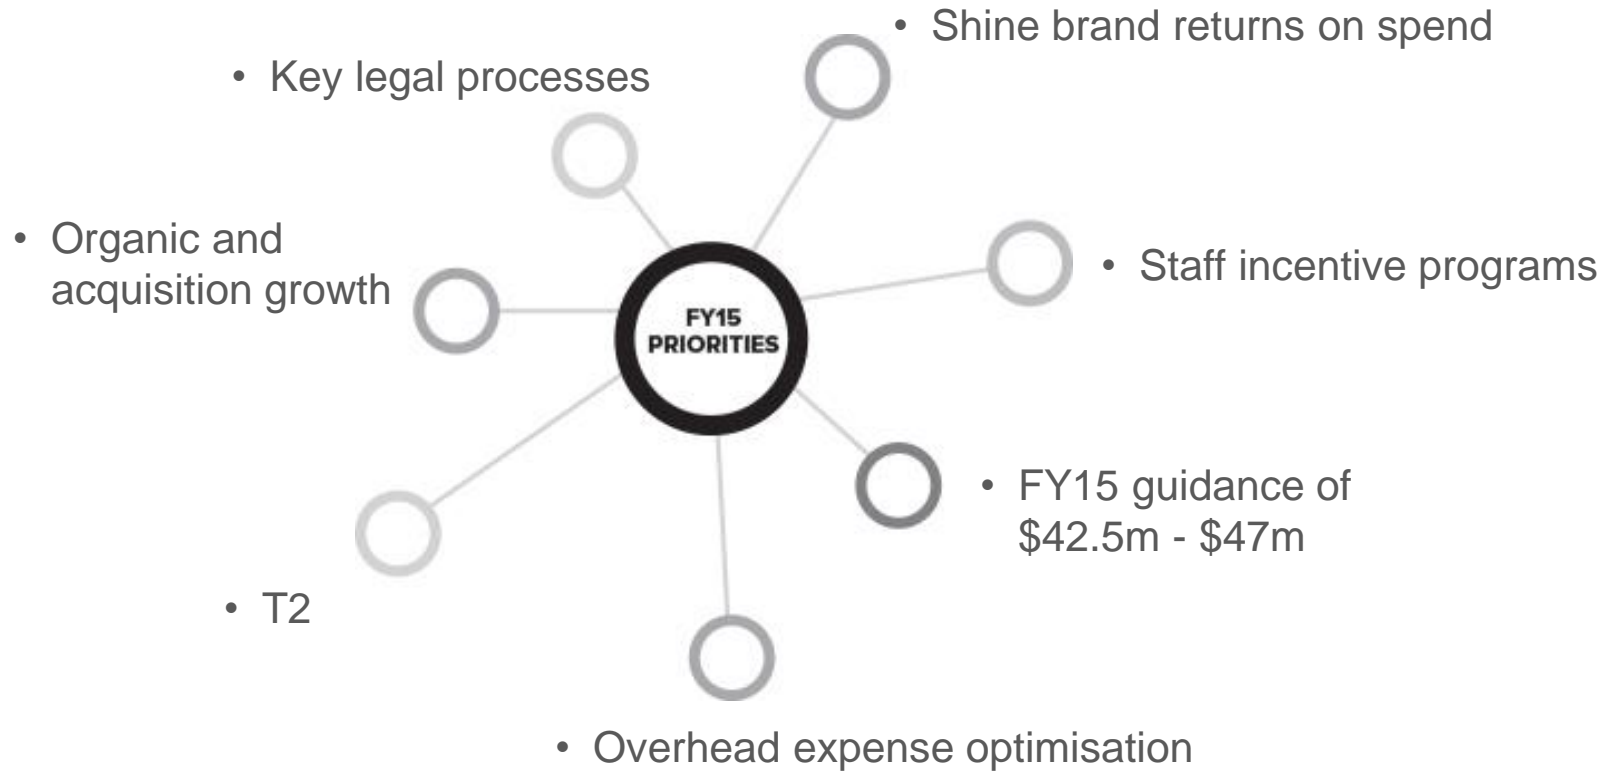 • Shine brand returns on spend
• Key legal processes
• Organic and
acquisition growth
• Staff incentive programs
FY15
PRIORITIES
• FY15 guidance of
$42.5m - $47m
• T2
• Overhead expense optimisation